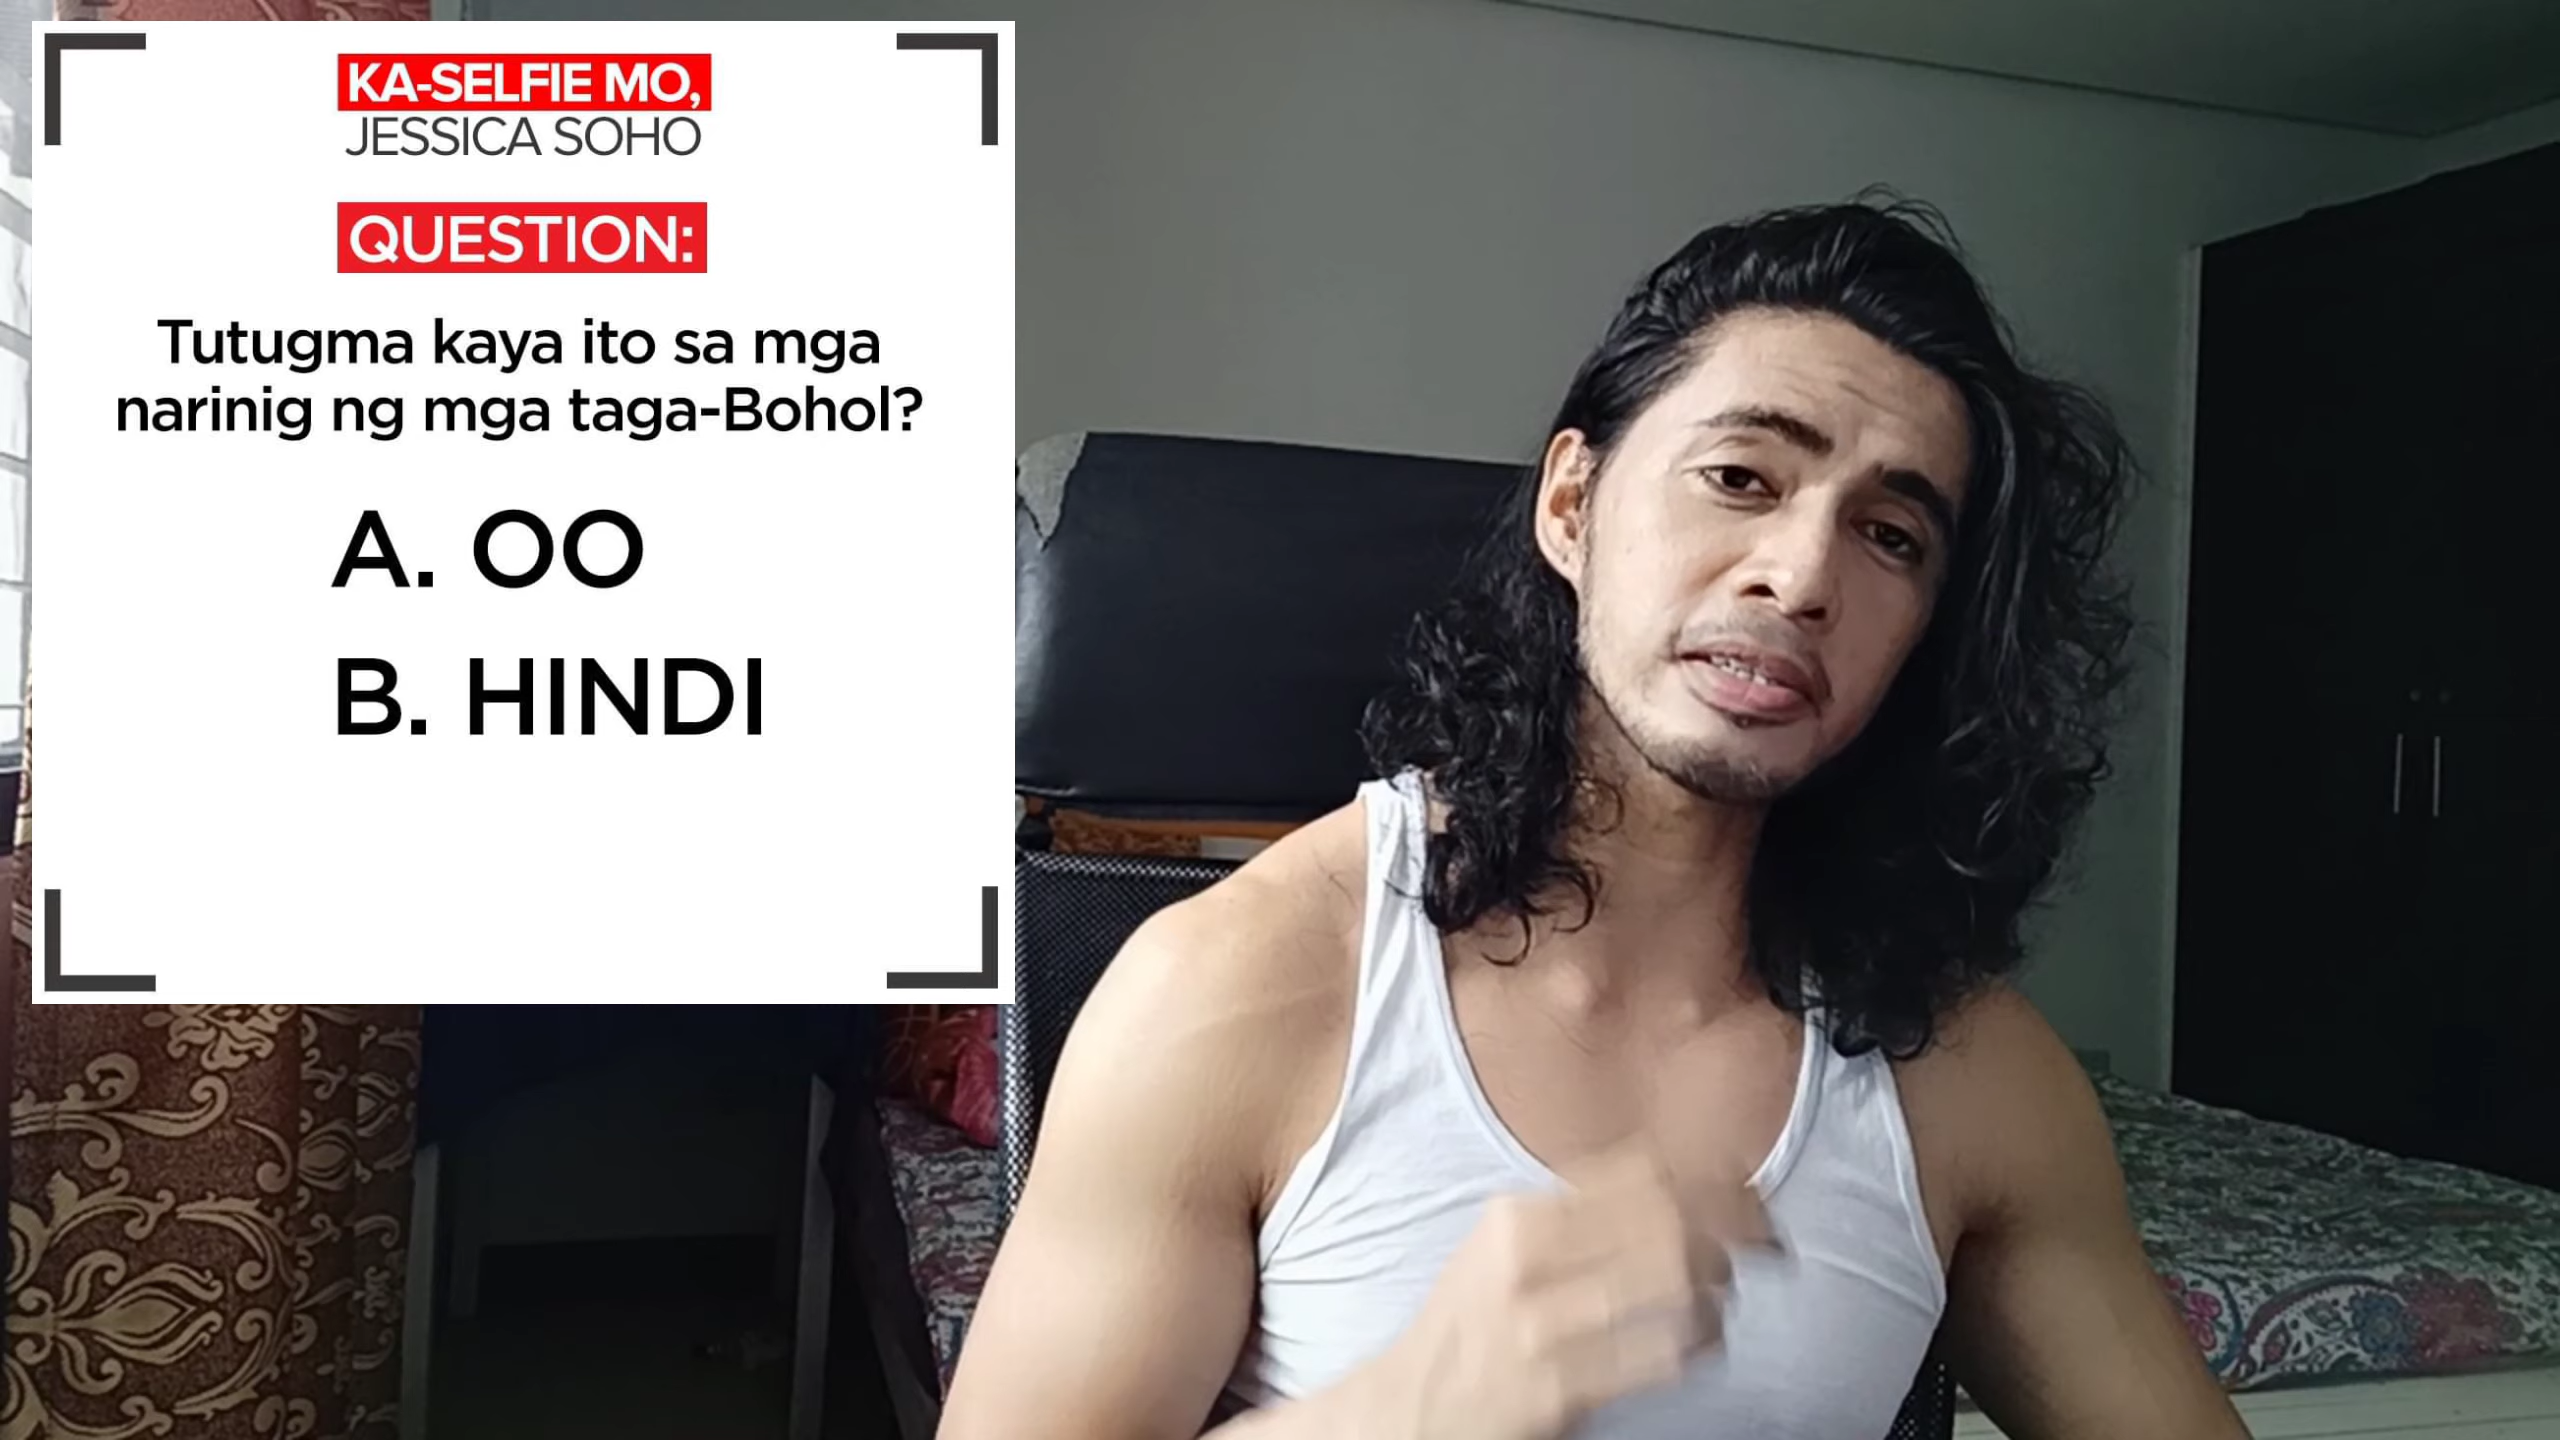 KA-SELFIE MO,
JESSICA SOHO
QUESTION:
Tutugma kaya ito sa mga
narinig ng mga taga-Bohol?
A. OO
B. HINDI